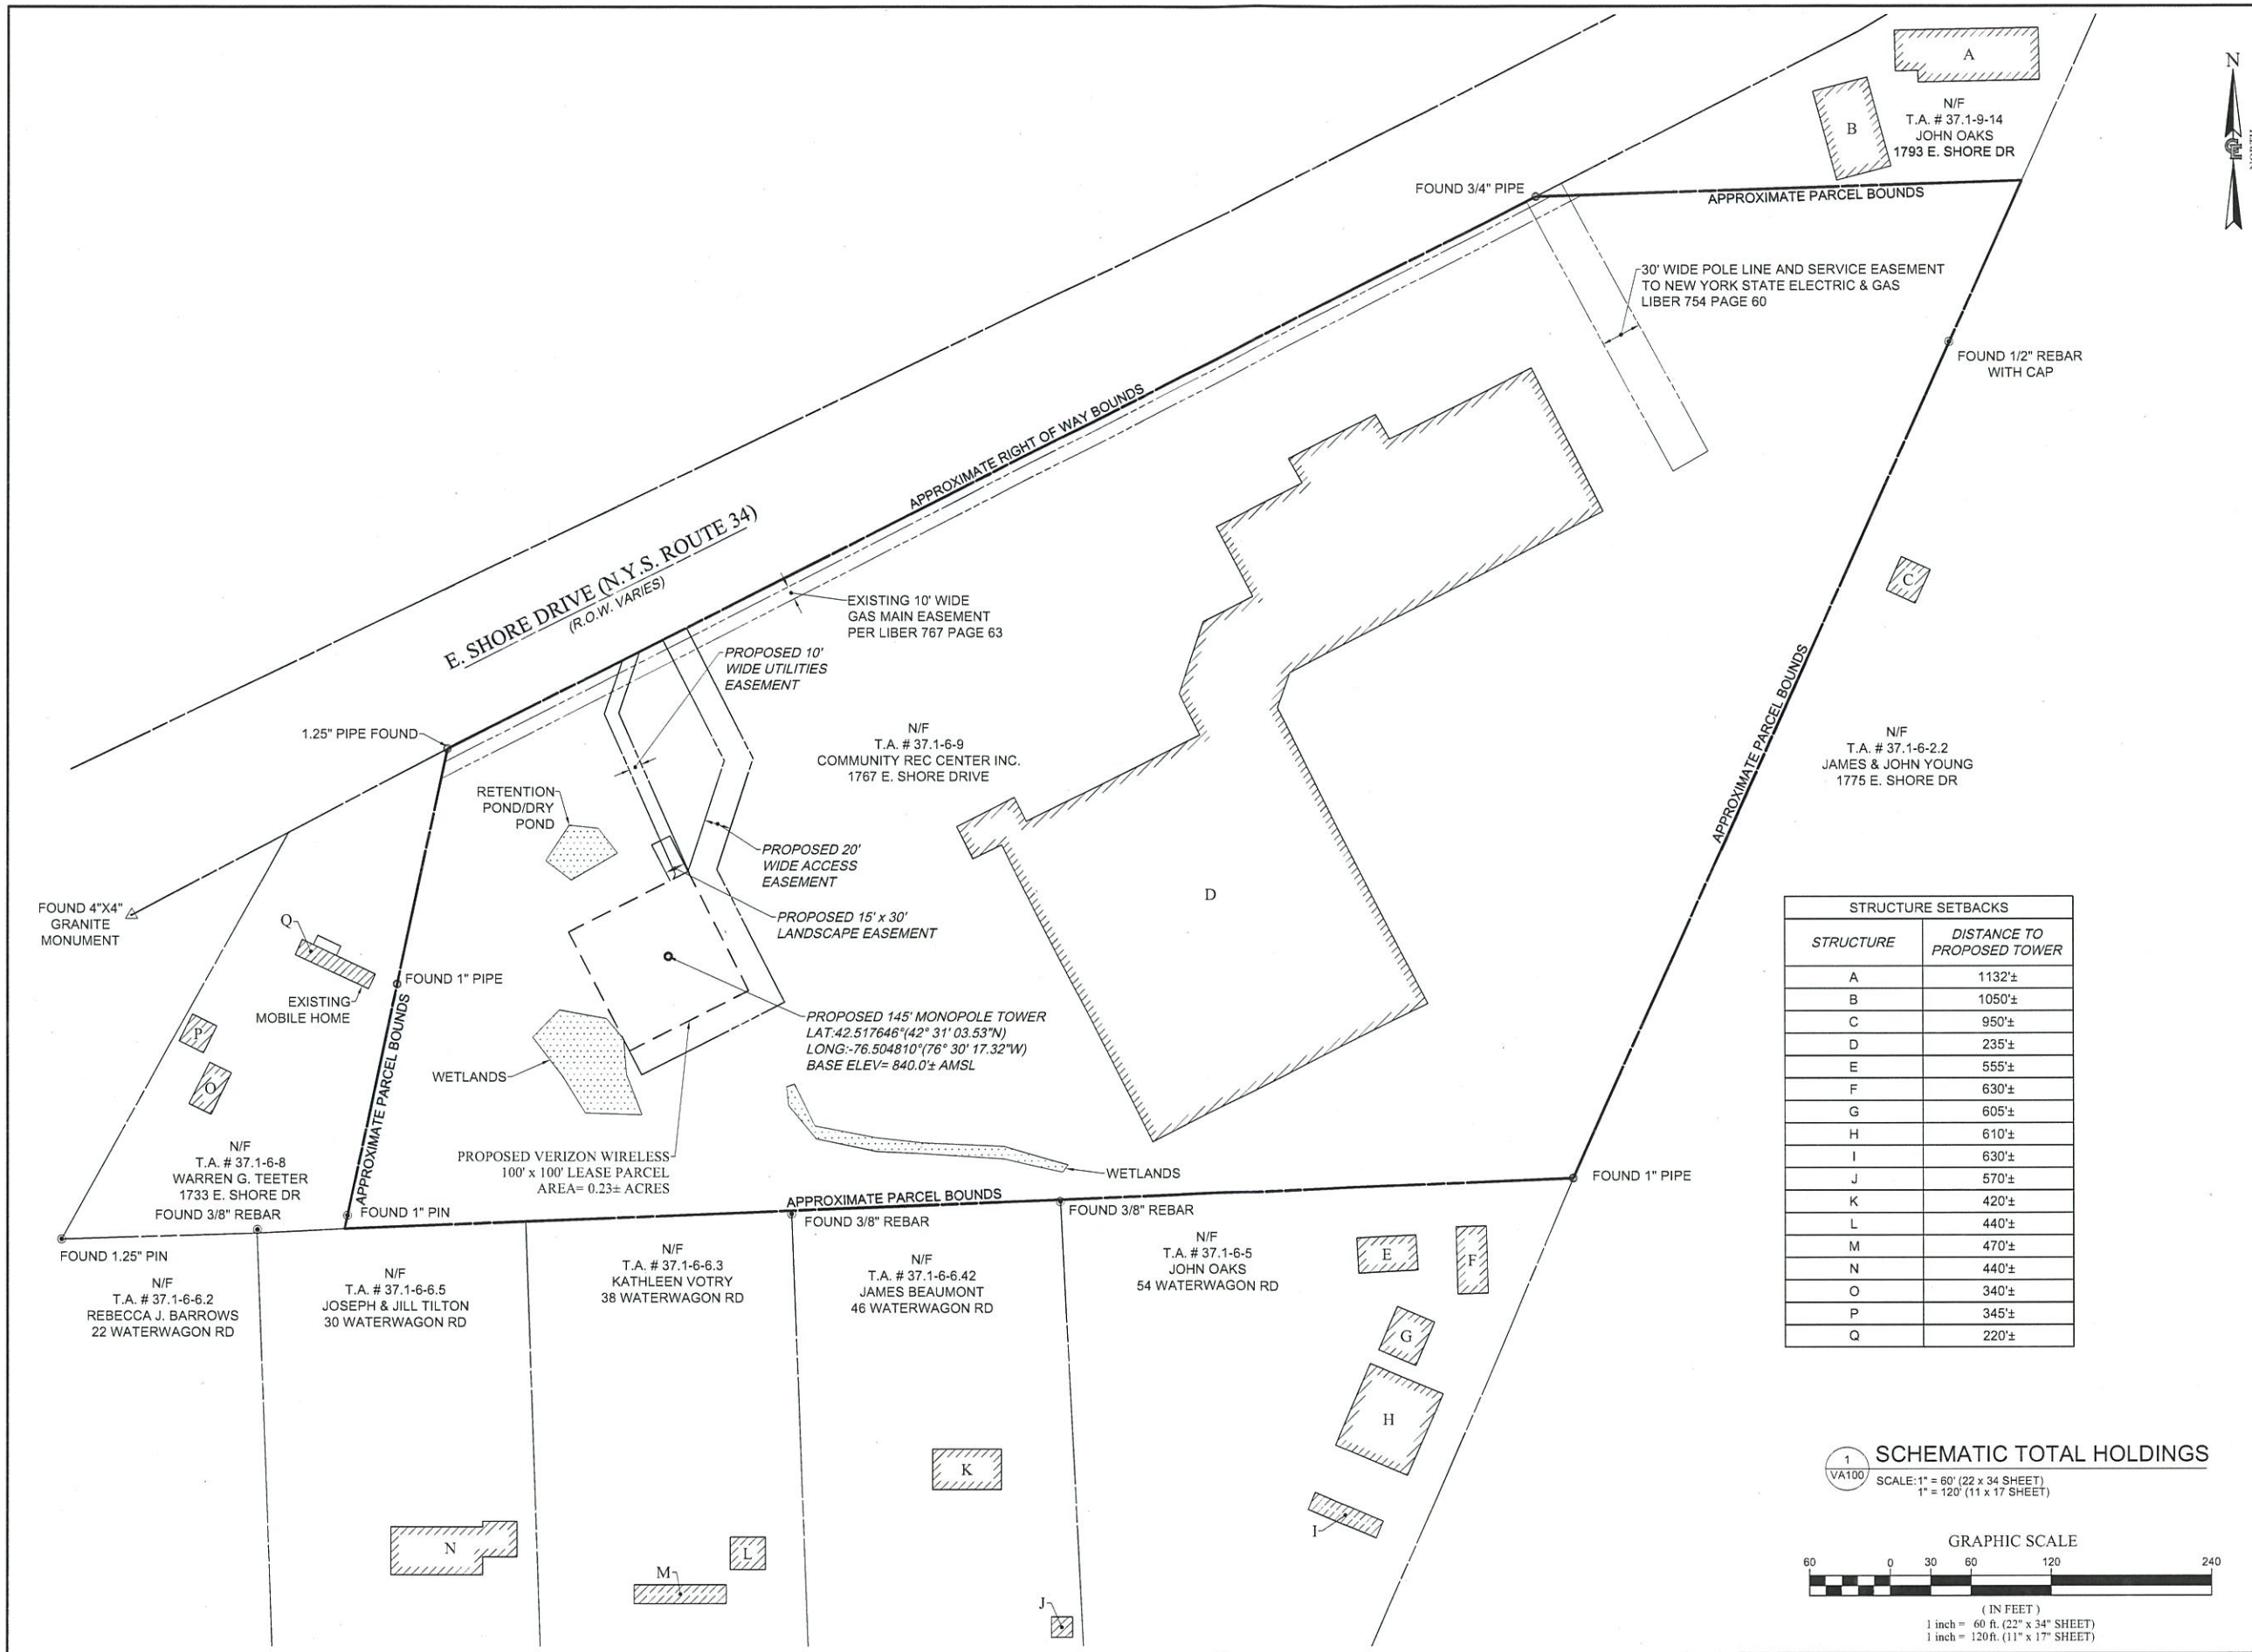 A
N/F
T.A. # 37.1-9-14
JOHN OAKS
1793 E. SHORE DR
B
N
NORTH
FOUND 3/4" PIPE
APPROXIMATE PARCEL BOUNDS
30' WIDE POLE LINE AND SERVICE EASEMENT
TO NEW YORK STATE ELECTRIC & GAS
LIBER 754 PAGE 60
FOUND 1/2" REBAR
WITH CAP
APPROXIMATE RIGHT OF WAY BOUNDS
E. SHORE DRIVE (N.Y.S. ROUTE 34)
(R.O.W. VARIES)
EXISTING 10' WIDE
GAS MAIN EASEMENT
PER LIBER 767 PAGE 63
C
PROPOSED 10'
WIDE UTILITIES
EASEMENT
1.25" PIPE FOUND
N/F
T.A. # 37.1-6-9
COMMUNITY REC CENTER INC.
1767 E. SHORE DRIVE
APPROXIMATE PARCEL BOUNDS
N/F
T.A. # 37.1-6-2.2
JAMES & JOHN YOUNG
1775 E. SHORE DR
RETENTION
POND/DRY
POND
PROPOSED 20'
WIDE ACCESS
EASEMENT
D
FOUND 4"X4"
GRANITE
MONUMENT
Q
PROPOSED 15' x 30'
LANDSCAPE EASEMENT
FOUND 1" PIPE
EXISTING
MOBILE HOME
P
O
PROPOSED 145' MONOPOLE TOWER
LAT:42.517646°(42° 31' 03.53"N)
LONG:-76.504810°(76° 30' 17.32"W)
BASE ELEV= 840.0'± AMSL
WETLANDS
APPROXIMATE PARCEL BOUNDS
N/F
T.A. # 37.1-6-8
WARREN G. TEETER
1733 E. SHORE DR
PROPOSED VERIZON WIRELESS
100' x 100' LEASE PARCEL
AREA= 0.23± ACRES
WETLANDS
FOUND 1" PIPE
APPROXIMATE PARCEL BOUNDS
FOUND 3/8" REBAR
FOUND 1" PIN
FOUND 3/8" REBAR
FOUND 3/8" REBAR
FOUND 1.25" PIN
N/F
T.A. # 37.1-6-6.2
REBECCA J. BARROWS
22 WATERWAGON RD
N/F
T.A. # 37.1-6-6.5
JOSEPH & JILL TILTON
30 WATERWAGON RD
N/F
T.A. # 37.1-6-6.3
KATHLEEN VOTRY
38 WATERWAGON RD
N/F
T.A. # 37.1-6-6.42
JAMES BEAUMONT
46 WATERWAGON RD
N/F
T.A. # 37.1-6-5
JOHN OAKS
54 WATERWAGON RD
E
F
G
H
I
K
N
L
M
J
STRUCTURE SETBACKS
STRUCTURE DISTANCE TO
PROPOSED TOWER
A 1132'±
B 1050'±
C 950'±
D 235'±
E 555'±
F 630'±
G 605'±
H 610'±
I 630'±
J 570'±
K 420'±
L 440'±
M 470'±
N 440'±
O 340'±
P 345'±
Q 220'±
1
VA100
SCHEMATIC TOTAL HOLDINGS
SCALE:1" = 60' (22 x 34 SHEET)
1" = 120' (11 x 17 SHEET)
GRAPHIC SCALE
60 0 30 60 120 240
( IN FEET )
1 inch = 60 ft. (22" x 34" SHEET)
1 inch = 120ft. (11" x 17" SHEET)